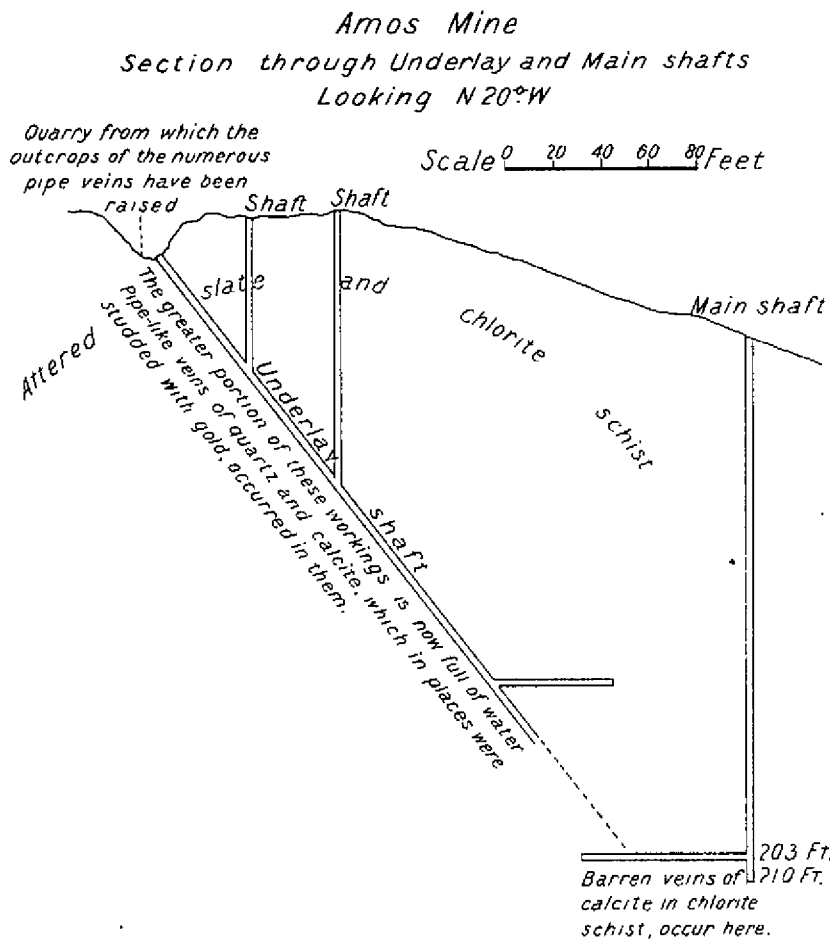 Amos Mine
Section through Underlay and Main shafts
Looking N20°W
Quarry from which the
outcrops of the numerous
pipe veins have been
raised
Scale 0 20 40 60 80 Feet
Shaft
Shaft
Main shaft
Altered
slate
and
chlorite
schist
Underlay
shaft
The greater portion of these workings is now full of water
Pipe-like veins of quartz and calcite, which in places were
studded with gold, occurred in them.
203 Ft.
210 Ft.
Barren veins of
calcite in chlorite
schist, occur here.